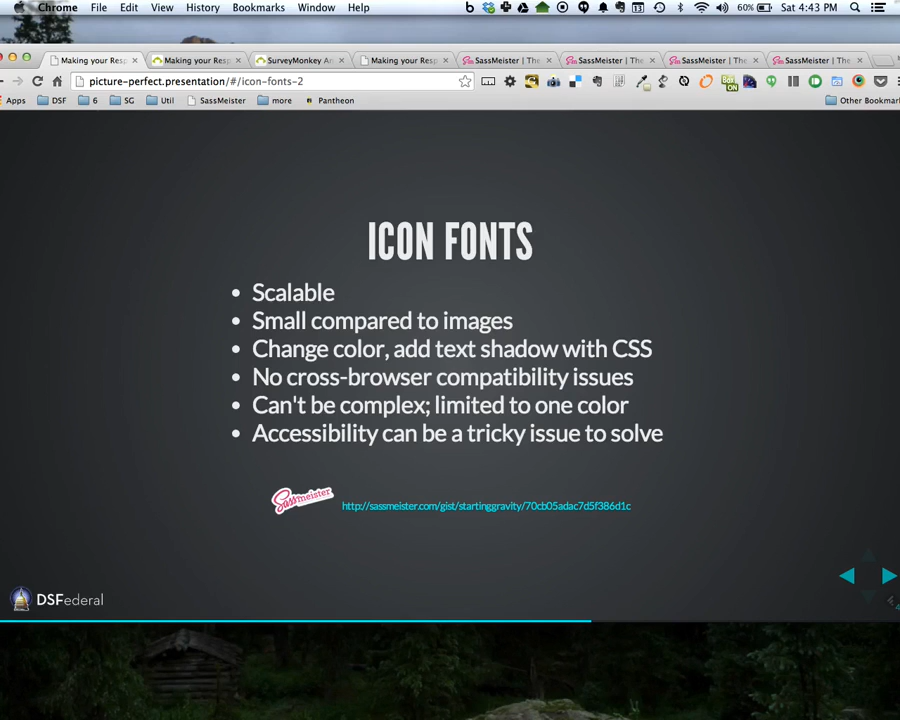 Chrome File Edit View History Bookmarks Window Help 13 60% Sat 4:43 PM
Making your Resp Making your Resp SurveyMonkey An Making your Resp SassMeister | The SassMeister | The SassMeister | The SassMeister | The
picture-perfect.presentation/#/icon-fonts-2
Apps DSF 6 SG Util SassMeister more Pantheon Other Bookmar
ICON FONTS
• Scalable
• Small compared to images
• Change color, add text shadow with CSS
• No cross-browser compatibility issues
• Can't be complex; limited to one color
• Accessibility can be a tricky issue to solve
Sassmeister http://sassmeister.com/gist/startinggravity/70cb05adac7d5f386d1c
DSFederal